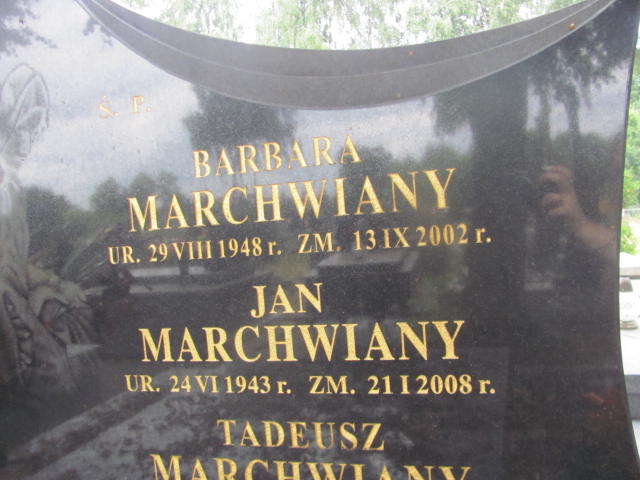 Ś. P.
BARBARA
MARCHWIANY
UR. 29 VIII 1948 r. ZM. 13 IX 2002 r.
JAN
MARCHWIANY
UR. 24 VI 1943 r. ZM. 21 I 2008 r.
TADEUSZ
MARCHWIANY